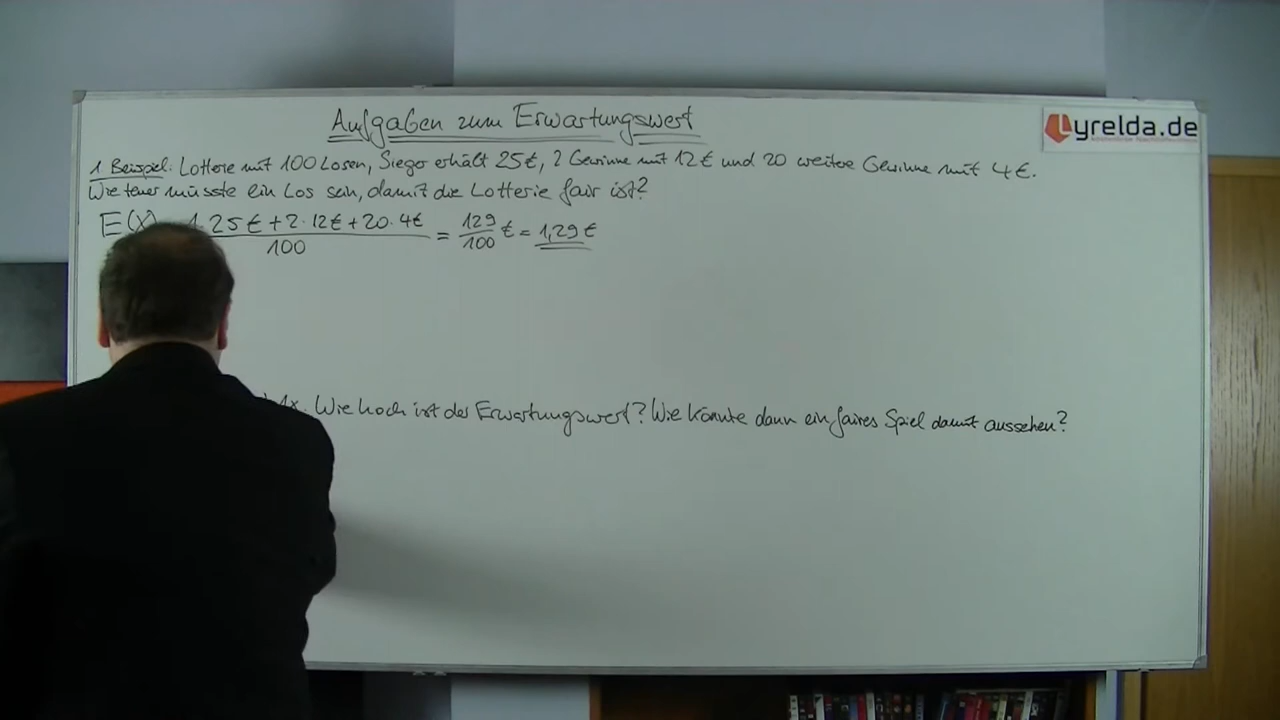 Aufgaben zum Erwartungswert
Lyrelda.de
1 Beispiel: Lotterie mit 100 Losen, Sieger erhält 25€, 2 Gewinne mit 12€ und 20 weitere Gewinne mit 4€.
Wie teuer müsste ein Los sein, damit die Lotterie fair ist?
E(X) 1·25€ + 2·12€ + 20·4€ / 100 = 129/100 € = 1,29€
1x. Wie hoch ist der Erwartungswert? Wie könnte dann ein faires Spiel damit aussehen?